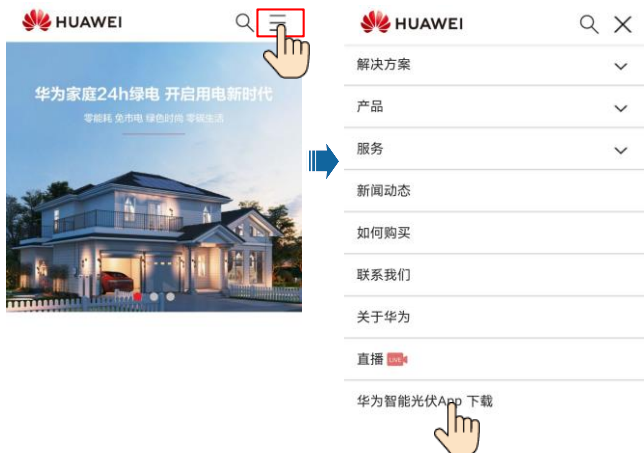 HUAWEI
华为家庭24h绿电 开启用电新时代
零能耗 免市电 绿色时尚 零碳生活
HUAWEI
解决方案
产品
服务
新闻动态
如何购买
联系我们
关于华为
直播 LIVE
华为智能光伏App 下载